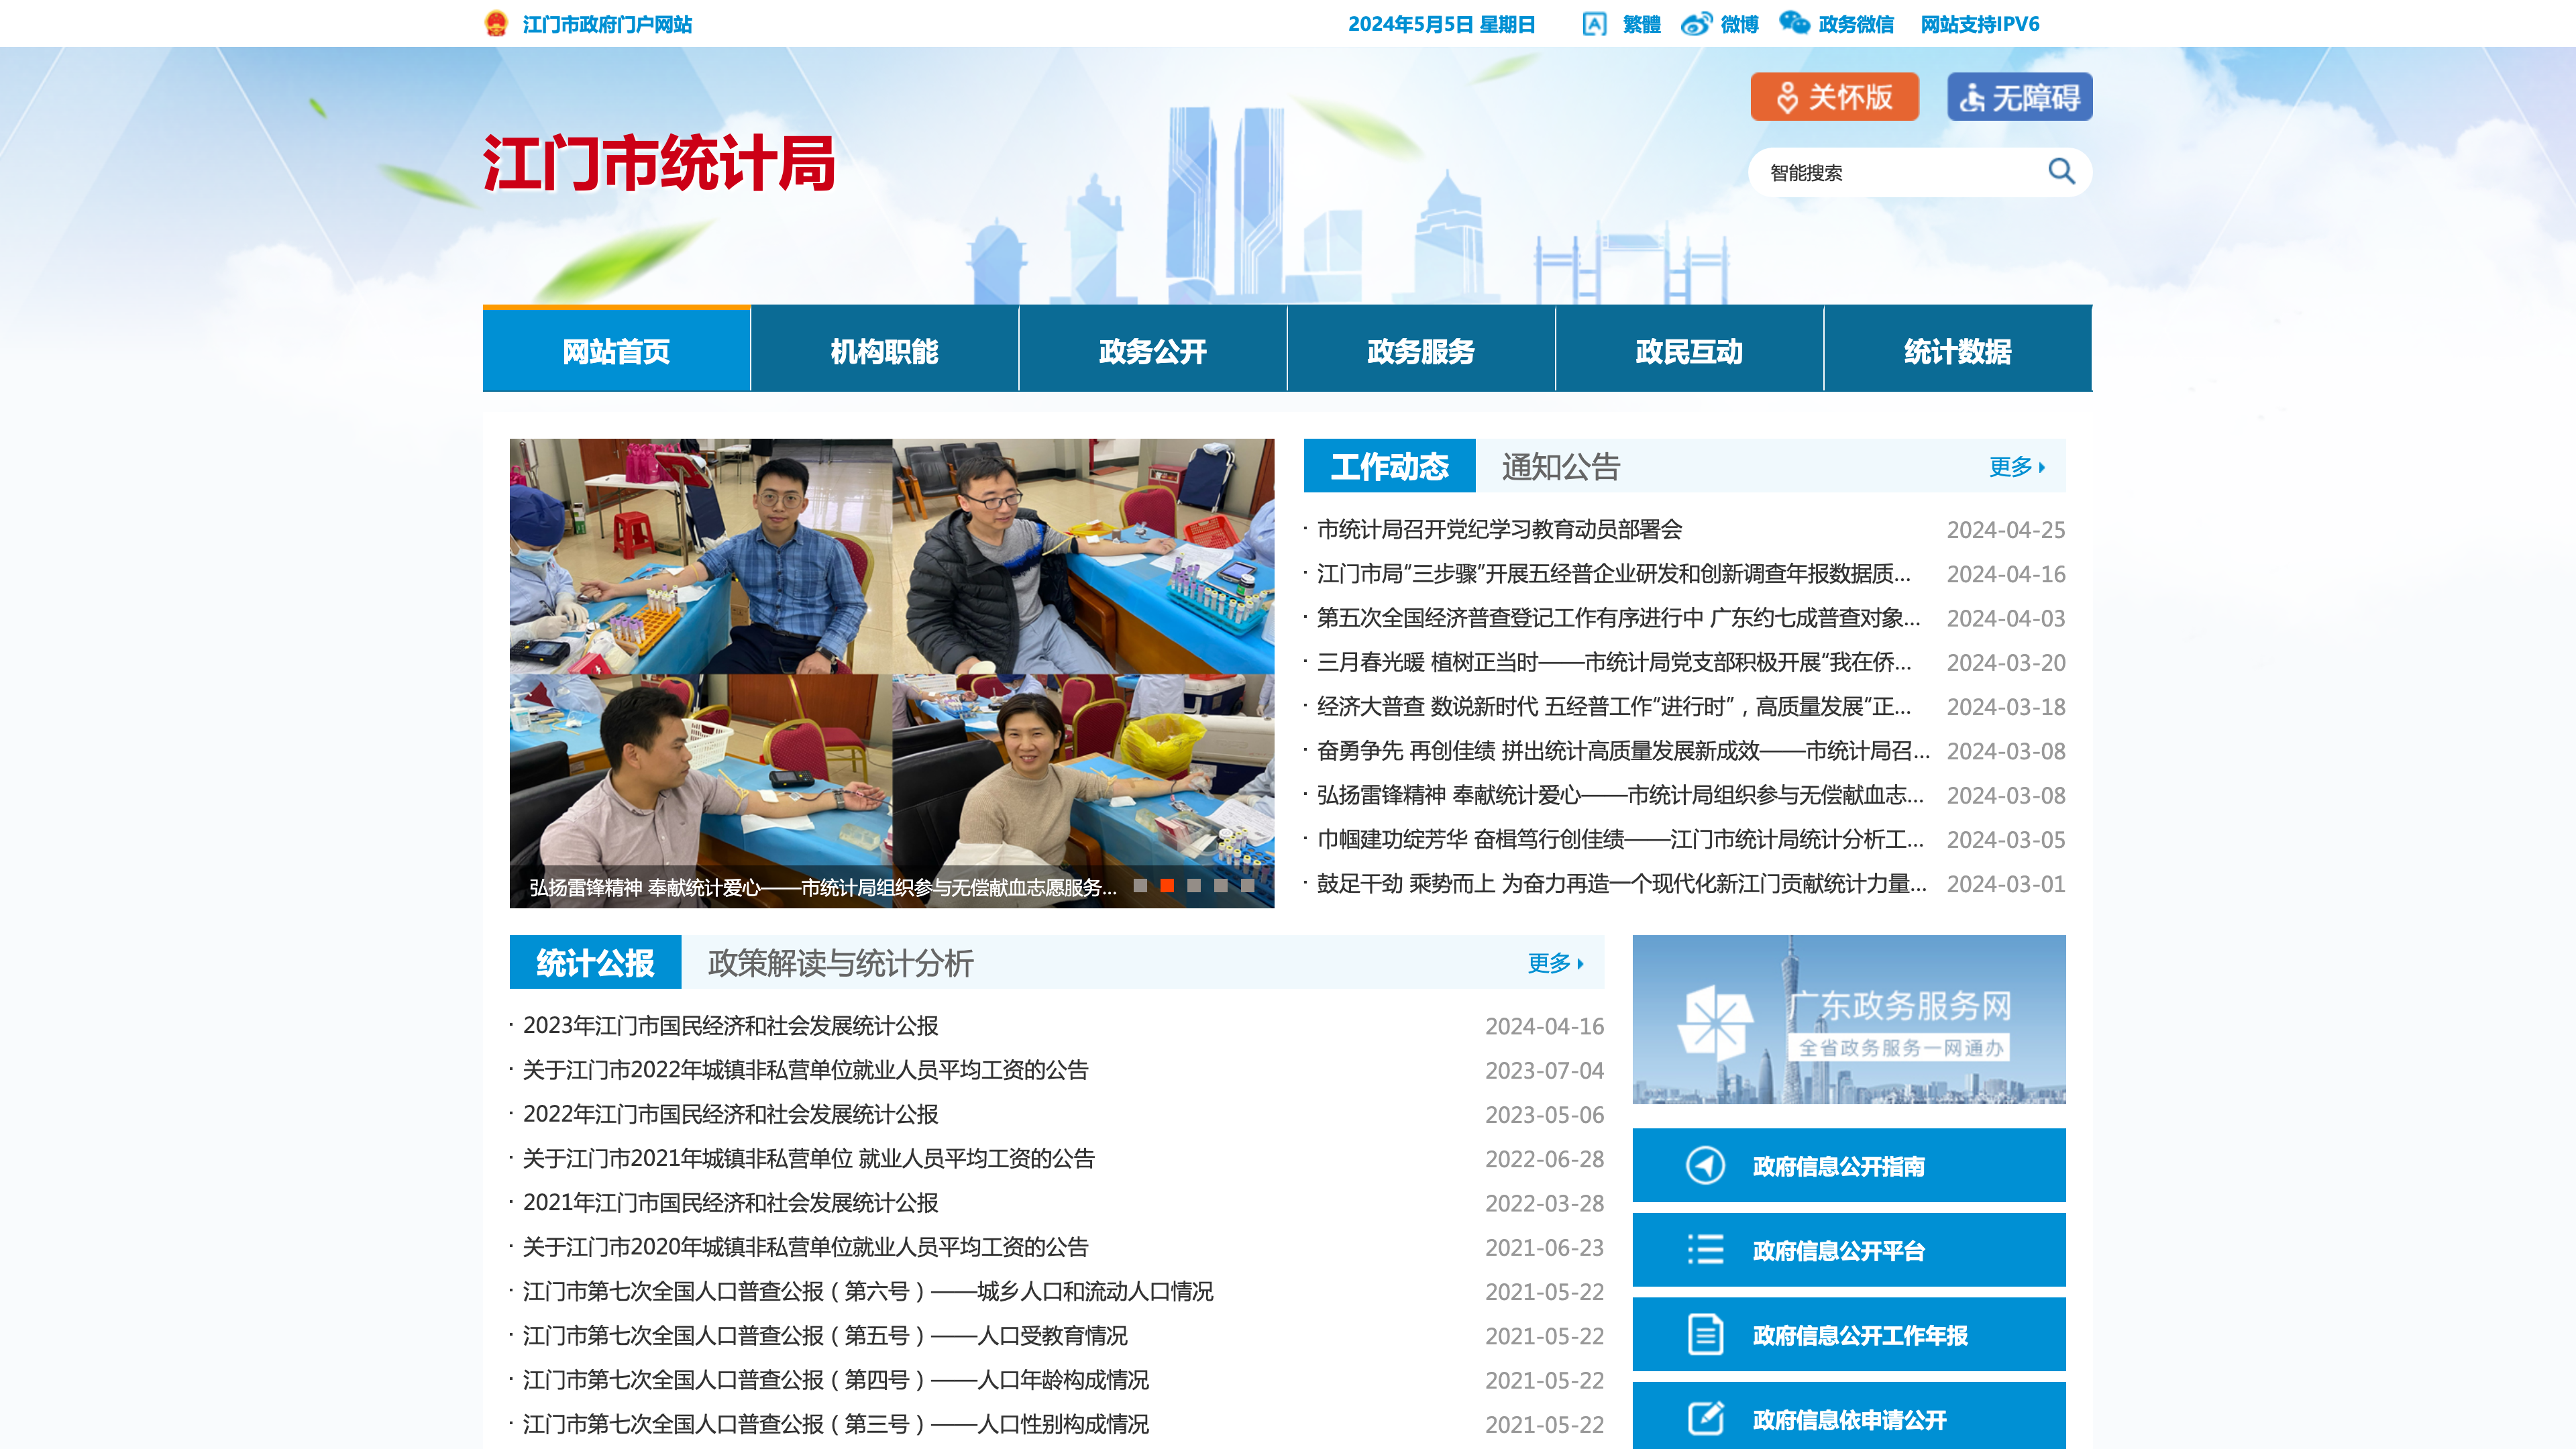 江门市政府门户网站
2024年5月5日 星期日
繁體
微博
政务微信
网站支持IPV6
关怀版
无障碍
江门市统计局
智能搜索
网站首页
机构职能
政务公开
政务服务
政民互动
统计数据
弘扬雷锋精神 奉献统计爱心——市统计局组织参与无偿献血志愿服务...
工作动态
通知公告
更多
· 市统计局召开党纪学习教育动员部署会 2024-04-25
· 江门市局“三步骤”开展五经普企业研发和创新调查年报数据质... 2024-04-16
· 第五次全国经济普查登记工作有序进行中 广东约七成普查对象... 2024-04-03
· 三月春光暖 植树正当时——市统计局党支部积极开展“我在侨... 2024-03-20
· 经济大普查 数说新时代 五经普工作“进行时”，高质量发展“正... 2024-03-18
· 奋勇争先 再创佳绩 拼出统计高质量发展新成效——市统计局召... 2024-03-08
· 弘扬雷锋精神 奉献统计爱心——市统计局组织参与无偿献血志... 2024-03-08
· 巾帼建功绽芳华 奋楫笃行创佳绩——江门市统计局统计分析工... 2024-03-05
· 鼓足干劲 乘势而上 为奋力再造一个现代化新江门贡献统计力量... 2024-03-01
统计公报
政策解读与统计分析
更多
· 2023年江门市国民经济和社会发展统计公报 2024-04-16
· 关于江门市2022年城镇非私营单位就业人员平均工资的公告 2023-07-04
· 2022年江门市国民经济和社会发展统计公报 2023-05-06
· 关于江门市2021年城镇非私营单位 就业人员平均工资的公告 2022-06-28
· 2021年江门市国民经济和社会发展统计公报 2022-03-28
· 关于江门市2020年城镇非私营单位就业人员平均工资的公告 2021-06-23
· 江门市第七次全国人口普查公报（第六号）——城乡人口和流动人口情况 2021-05-22
· 江门市第七次全国人口普查公报（第五号）——人口受教育情况 2021-05-22
· 江门市第七次全国人口普查公报（第四号）——人口年龄构成情况 2021-05-22
· 江门市第七次全国人口普查公报（第三号）——人口性别构成情况 2021-05-22
广东政务服务网
全省政务服务一网通办
政府信息公开指南
政府信息公开平台
政府信息公开工作年报
政府信息依申请公开